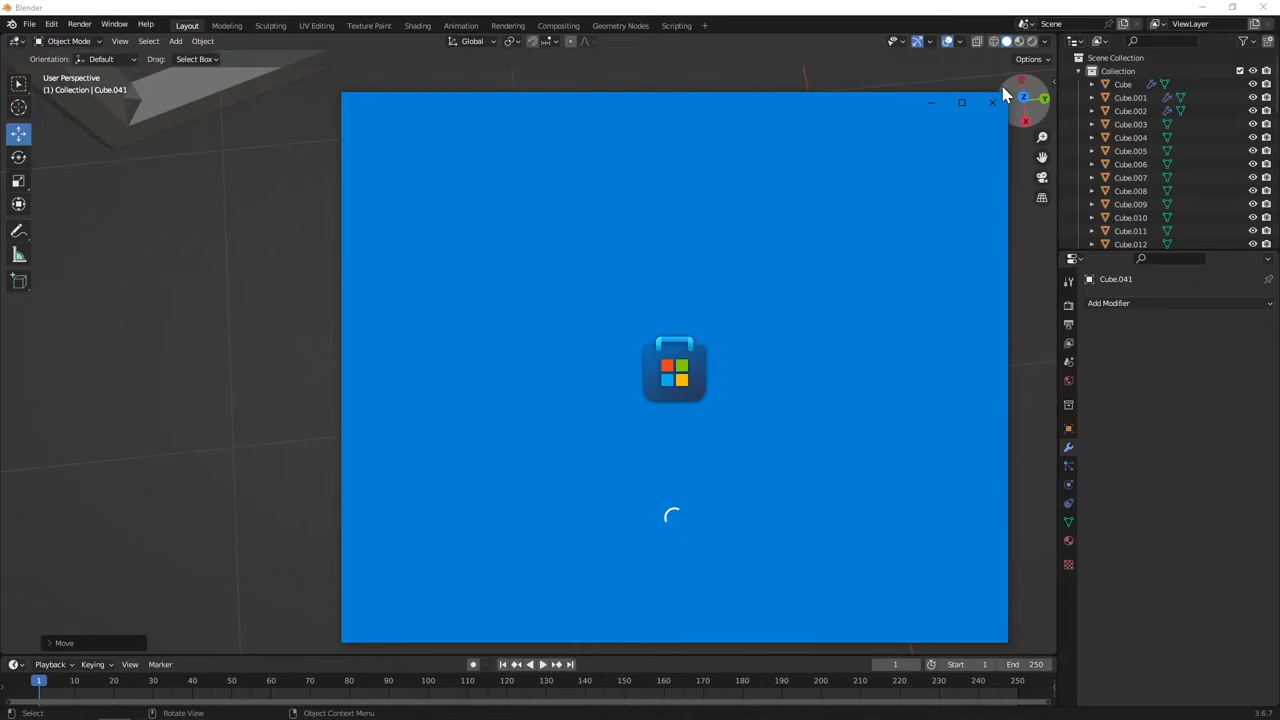 Blender
File Edit Render Window Help Layout Modeling Sculpting UV Editing Texture Paint Shading Animation Rendering Compositing Geometry Nodes Scripting + Scene ViewLayer
Object Mode View Select Add Object Global
Orientation: Default Drag: Select Box Options
User Perspective
(1) Collection | Cube.041
Z
Y
X
Scene Collection
Collection
Cube
Cube.001
Cube.002
Cube.003
Cube.004
Cube.005
Cube.006
Cube.007
Cube.008
Cube.009
Cube.010
Cube.011
Cube.012
Cube.041
Add Modifier
Move
Playback Keying View Marker 1 Start 1 End 250
1 10 20 30 40 50 60 70 80 90 100 110 120 130 140 150 160 170 180 190 200 210 220 230 240 250
Select Rotate View Object Context Menu 3.6.7